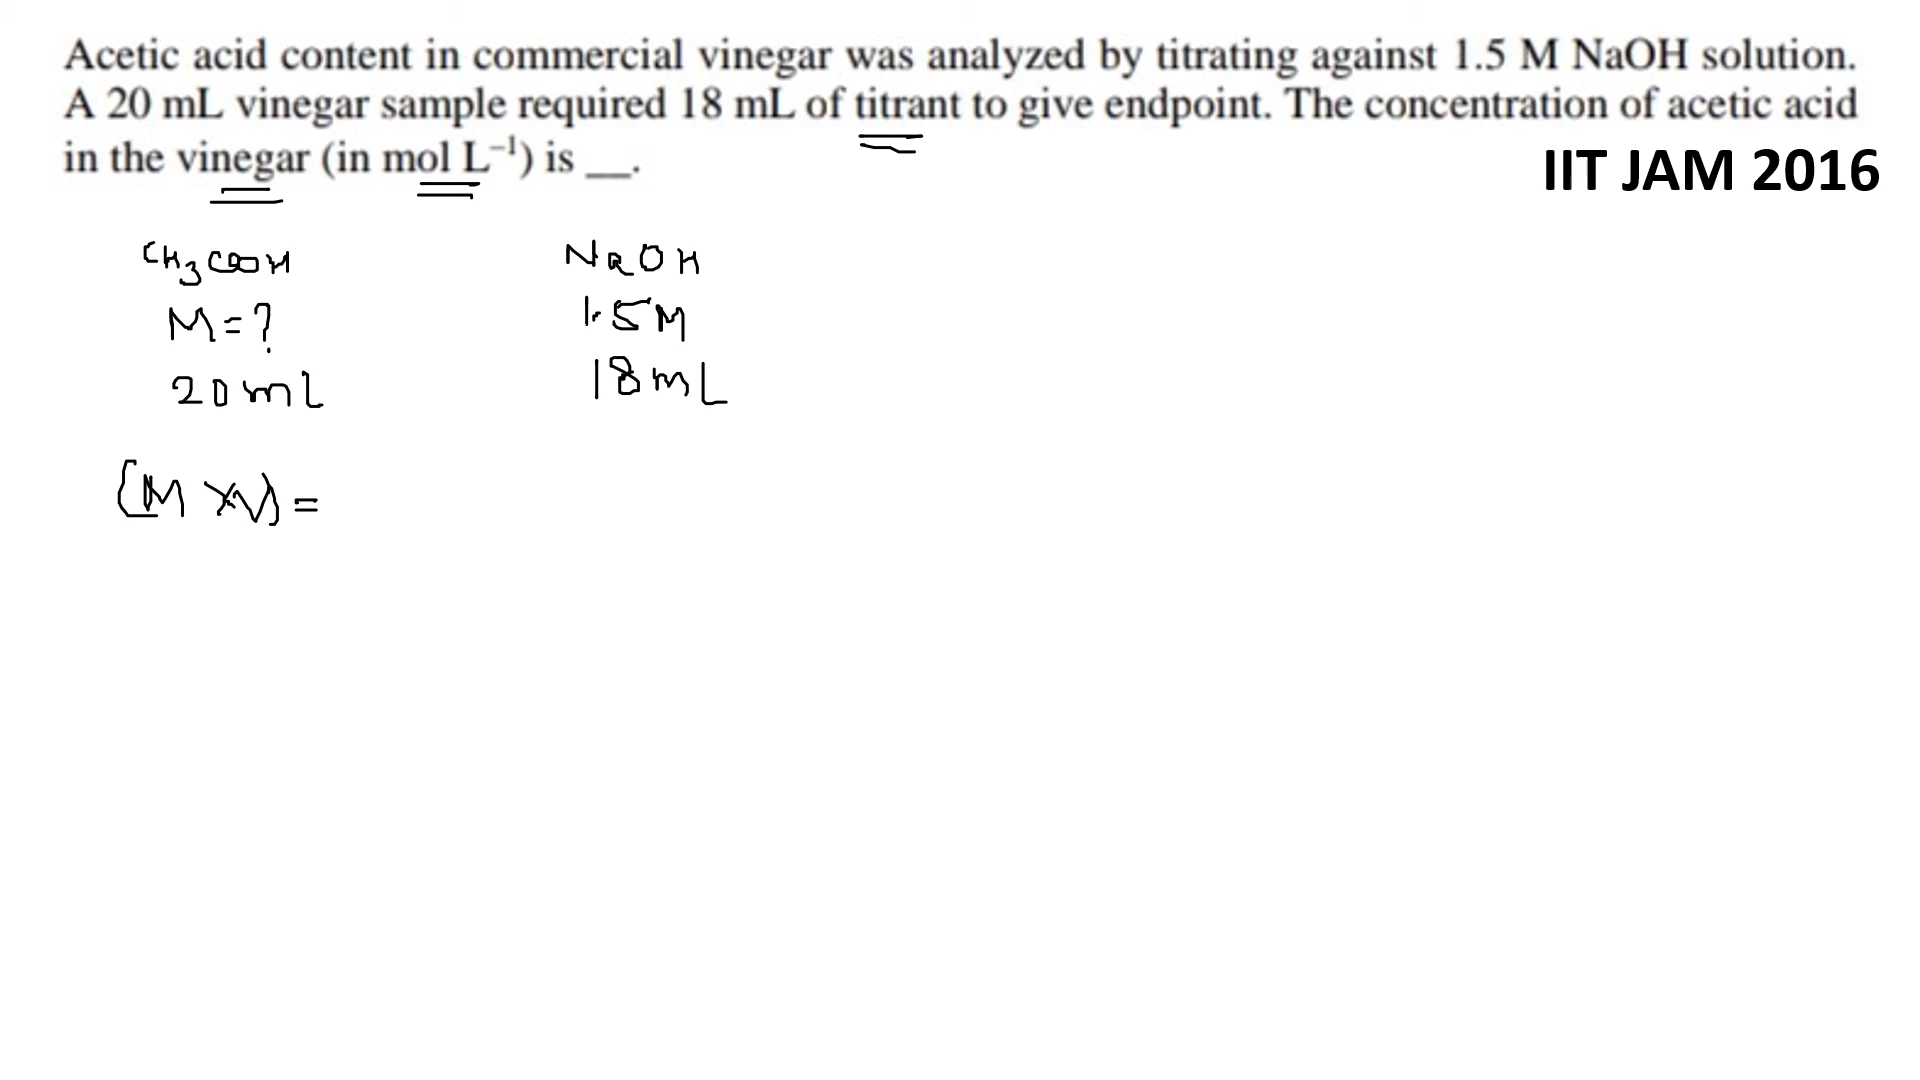 Acetic acid content in commercial vinegar was analyzed by titrating against 1.5 M NaOH solution.
A 20 mL vinegar sample required 18 mL of titrant to give endpoint. The concentration of acetic acid
in the vinegar (in mol L⁻¹) is __.
IIT JAM 2016
CH₃COOH NaOH
M=? 1.5M
20mL 18mL
(M×V)=